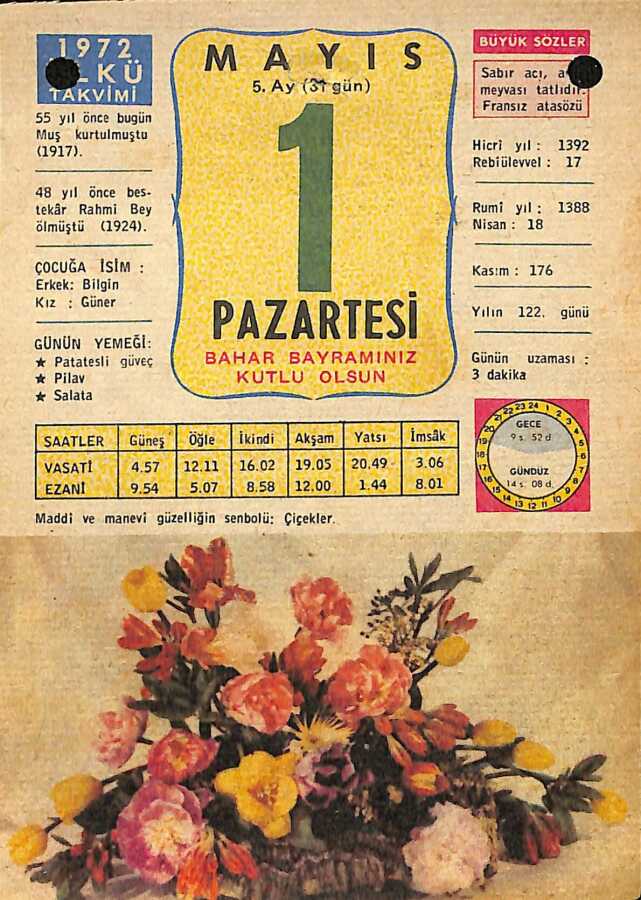 1972
ÜLKÜ
TAKVİMİ
55 yıl önce bugün
Muş kurtulmuştu
(1917).
48 yıl önce bes-
tekâr Rahmi Bey
ölmüştü (1924).
ÇOCUĞA İSİM :
Erkek: Bilgin
Kız : Güner
GÜNÜN YEMEĞİ:
★ Patatesli güveç
★ Pilav
★ Salata
MAYIS
5. Ay (31 gün)
1
PAZARTESİ
BAHAR BAYRAMINIZ
KUTLU OLSUN
BÜYÜK SÖZLER
Sabır acı,
meyvası tatlıdır.
Fransız atasözü
Hicrî yıl : 1392
Rebiülevvel : 17
Rumî yıl : 1388
Nisan : 18
Kasım : 176
Yılın 122. günü
Günün uzaması :
3 dakika
SAATLER Güneş Öğle İkindi Akşam Yatsı İmsâk
VASATİ 4.57 12.11 16.02 19.05 20.49 3.06
EZANİ 9.54 5.07 8.58 12.00 1.44 8.01
GECE
9 s. 52 d
GÜNDÜZ
14 s. 08 d.
Maddî ve manevî güzelliğin senbolü: Çiçekler.